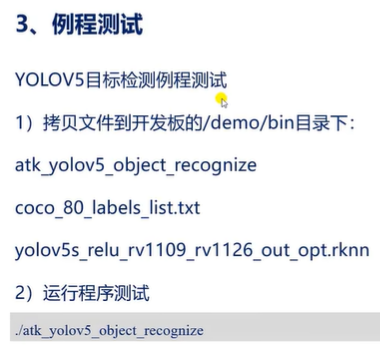 3、例程测试
YOLOV5目标检测例程测试
1）拷贝文件到开发板的/demo/bin目录下：
atk_yolov5_object_recognize
coco_80_labels_list.txt
yolov5s_relu_rv1109_rv1126_out_opt.rknn
2）运行程序测试
./atk_yolov5_object_recognize